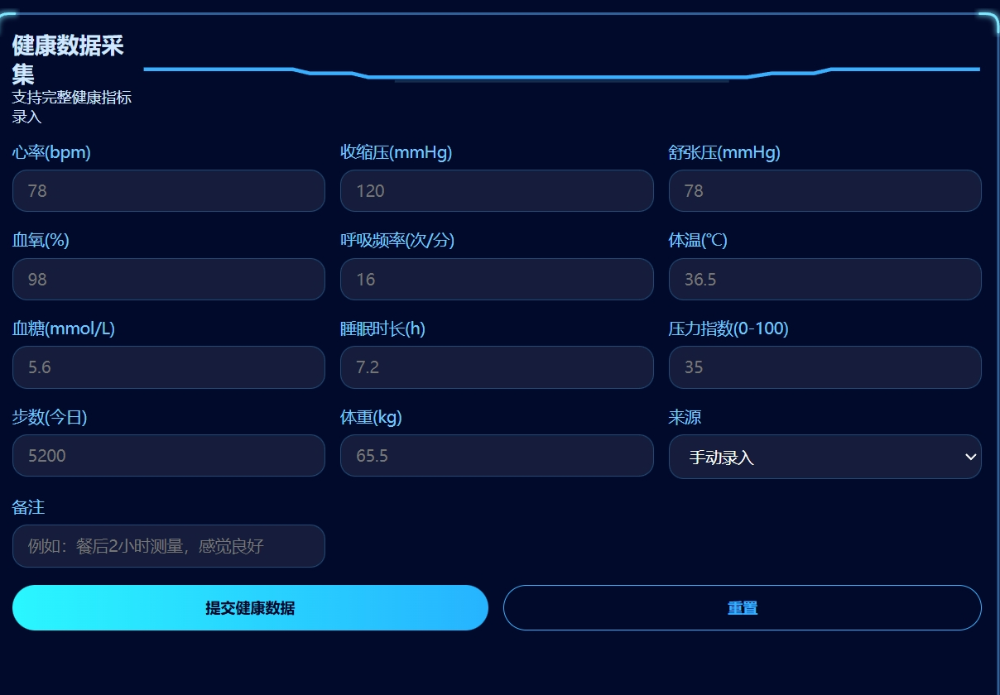 健康数据采
集
支持完整健康指标
录入
心率(bpm) 收缩压(mmHg) 舒张压(mmHg)
78 120 78
血氧(%) 呼吸频率(次/分) 体温(℃)
98 16 36.5
血糖(mmol/L) 睡眠时长(h) 压力指数(0-100)
5.6 7.2 35
步数(今日) 体重(kg) 来源
5200 65.5 手动录入
备注
例如：餐后2小时测量，感觉良好
提交健康数据 重置